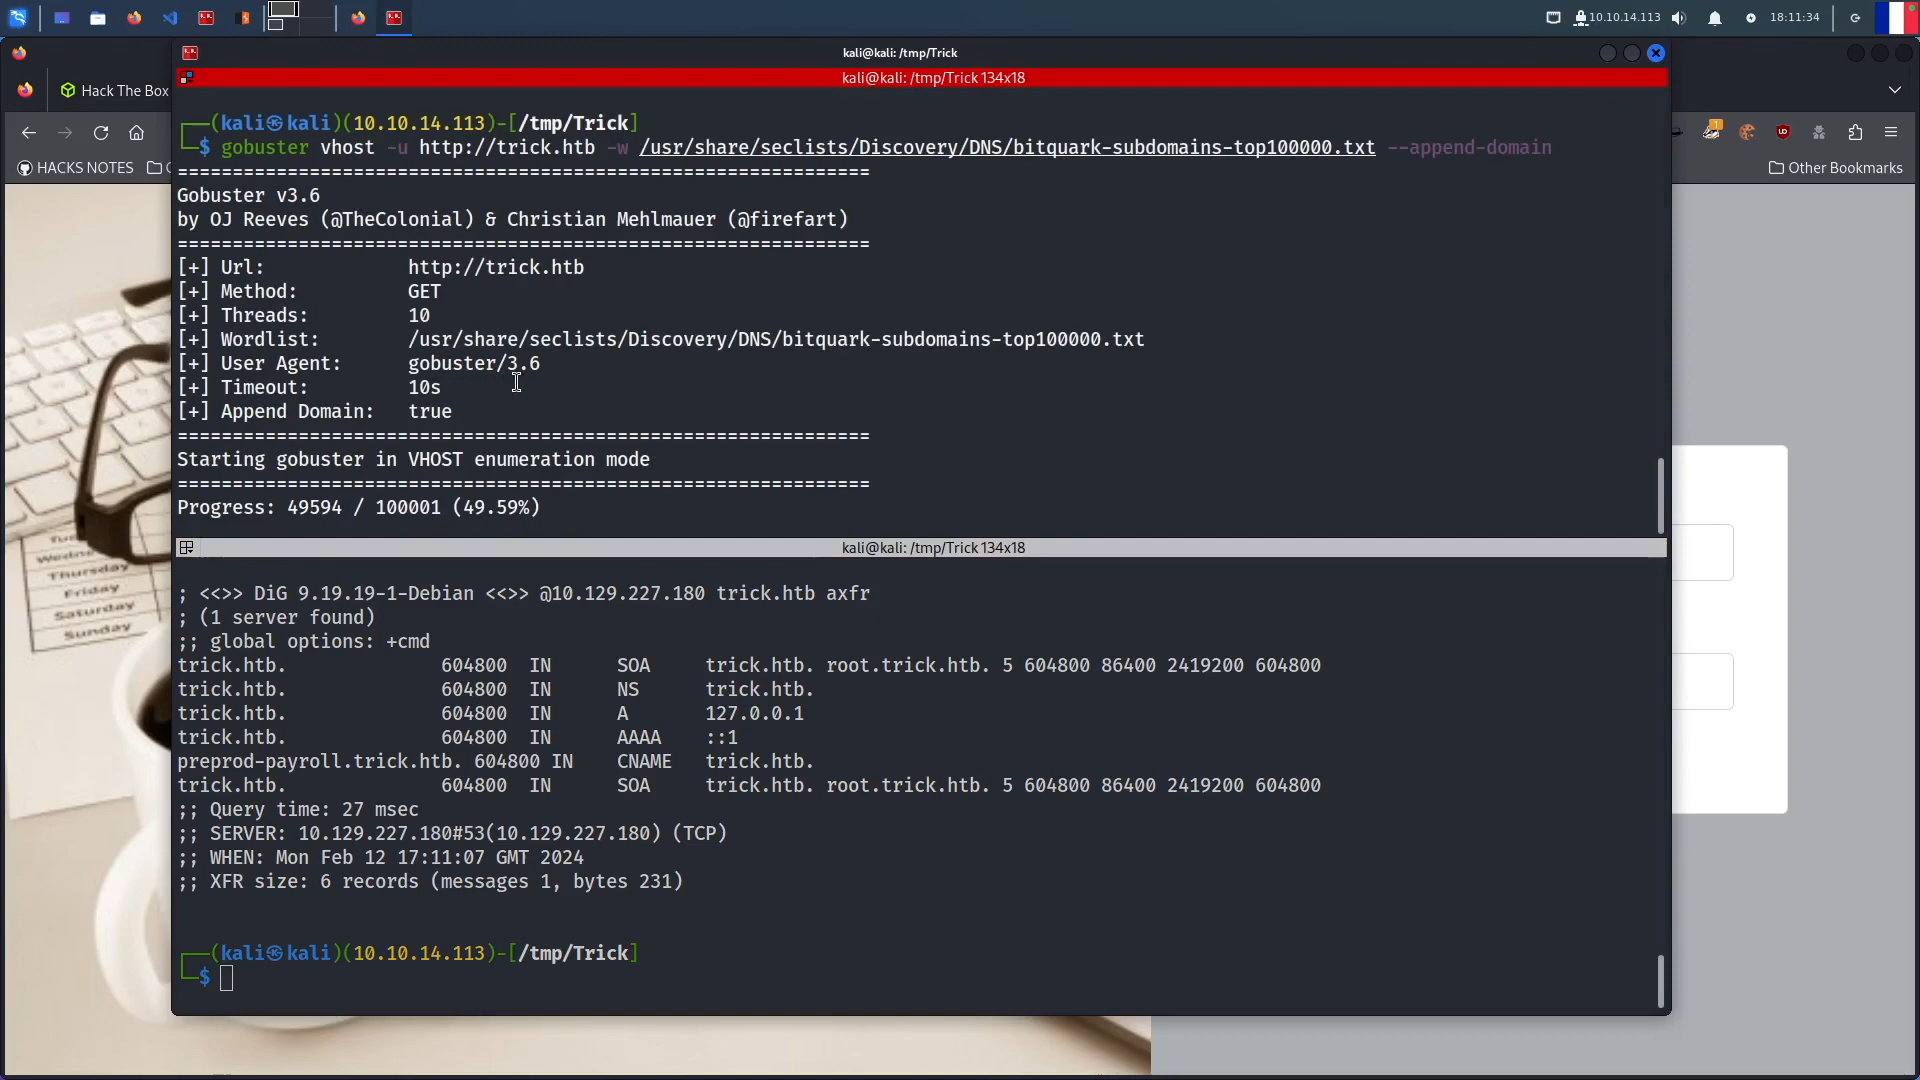 10.10.14.113
18:11:34
kali@kali: /tmp/Trick
kali@kali: /tmp/Trick 134x18
Hack The Box
HACKS NOTES
Other Bookmarks
┌──(kali㉿kali)(10.10.14.113)-[/tmp/Trick]
└─$ gobuster vhost -u http://trick.htb -w /usr/share/seclists/Discovery/DNS/bitquark-subdomains-top100000.txt --append-domain
===============================================================
Gobuster v3.6
by OJ Reeves (@TheColonial) & Christian Mehlmauer (@firefart)
===============================================================
[+] Url: http://trick.htb
[+] Method: GET
[+] Threads: 10
[+] Wordlist: /usr/share/seclists/Discovery/DNS/bitquark-subdomains-top100000.txt
[+] User Agent: gobuster/3.6
[+] Timeout: 10s
[+] Append Domain: true
===============================================================
Starting gobuster in VHOST enumeration mode
===============================================================
Progress: 49594 / 100001 (49.59%)
kali@kali: /tmp/Trick 134x18
; <<>> DiG 9.19.19-1-Debian <<>> @10.129.227.180 trick.htb axfr
; (1 server found)
;; global options: +cmd
trick.htb. 604800 IN SOA trick.htb. root.trick.htb. 5 604800 86400 2419200 604800
trick.htb. 604800 IN NS trick.htb.
trick.htb. 604800 IN A 127.0.0.1
trick.htb. 604800 IN AAAA ::1
preprod-payroll.trick.htb. 604800 IN CNAME trick.htb.
trick.htb. 604800 IN SOA trick.htb. root.trick.htb. 5 604800 86400 2419200 604800
;; Query time: 27 msec
;; SERVER: 10.129.227.180#53(10.129.227.180) (TCP)
;; WHEN: Mon Feb 12 17:11:07 GMT 2024
;; XFR size: 6 records (messages 1, bytes 231)
┌──(kali㉿kali)(10.10.14.113)-[/tmp/Trick]
└─$
Thursday
Friday
Saturday
Sunday